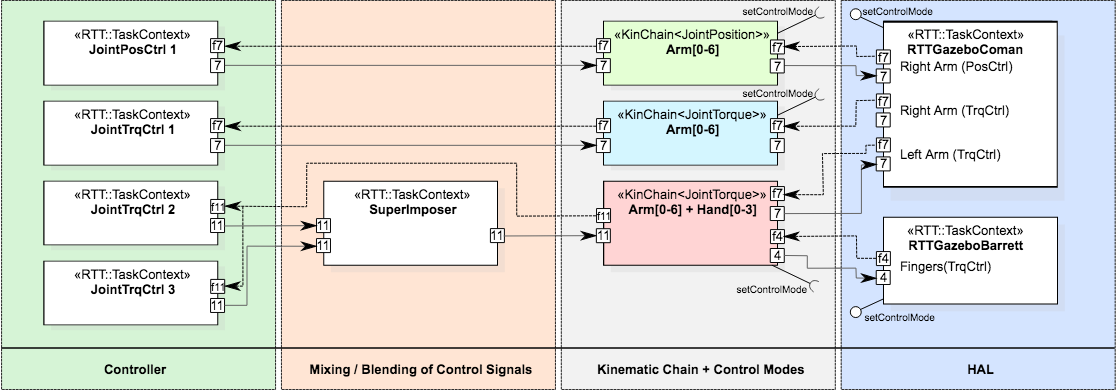 «RTT::TaskContext»
JointPosCtrl 1
f7
7
«RTT::TaskContext»
JointTrqCtrl 1
f7
7
«RTT::TaskContext»
JointTrqCtrl 2
f11
11
«RTT::TaskContext»
JointTrqCtrl 3
f11
11
Controller
«RTT::TaskContext»
SuperImposer
11
11
11
Mixing / Blending of Control Signals
setControlMode
«KinChain<JointPosition>»
Arm[0-6]
f7
7
f7
7
setControlMode
«KinChain<JointTorque>»
Arm[0-6]
f7
7
f7
7
«KinChain<JointTorque>»
Arm[0-6] + Hand[0-3]
f11
11
f7
7
f4
4
setControlMode
Kinematic Chain + Control Modes
setControlMode
«RTT::TaskContext»
RTTGazeboComan
f7
Right Arm (PosCtrl)
7
f7
Right Arm (TrqCtrl)
7
f7
Left Arm (TrqCtrl)
7
«RTT::TaskContext»
RTTGazeboBarrett
f4
Fingers(TrqCtrl)
4
setControlMode
HAL